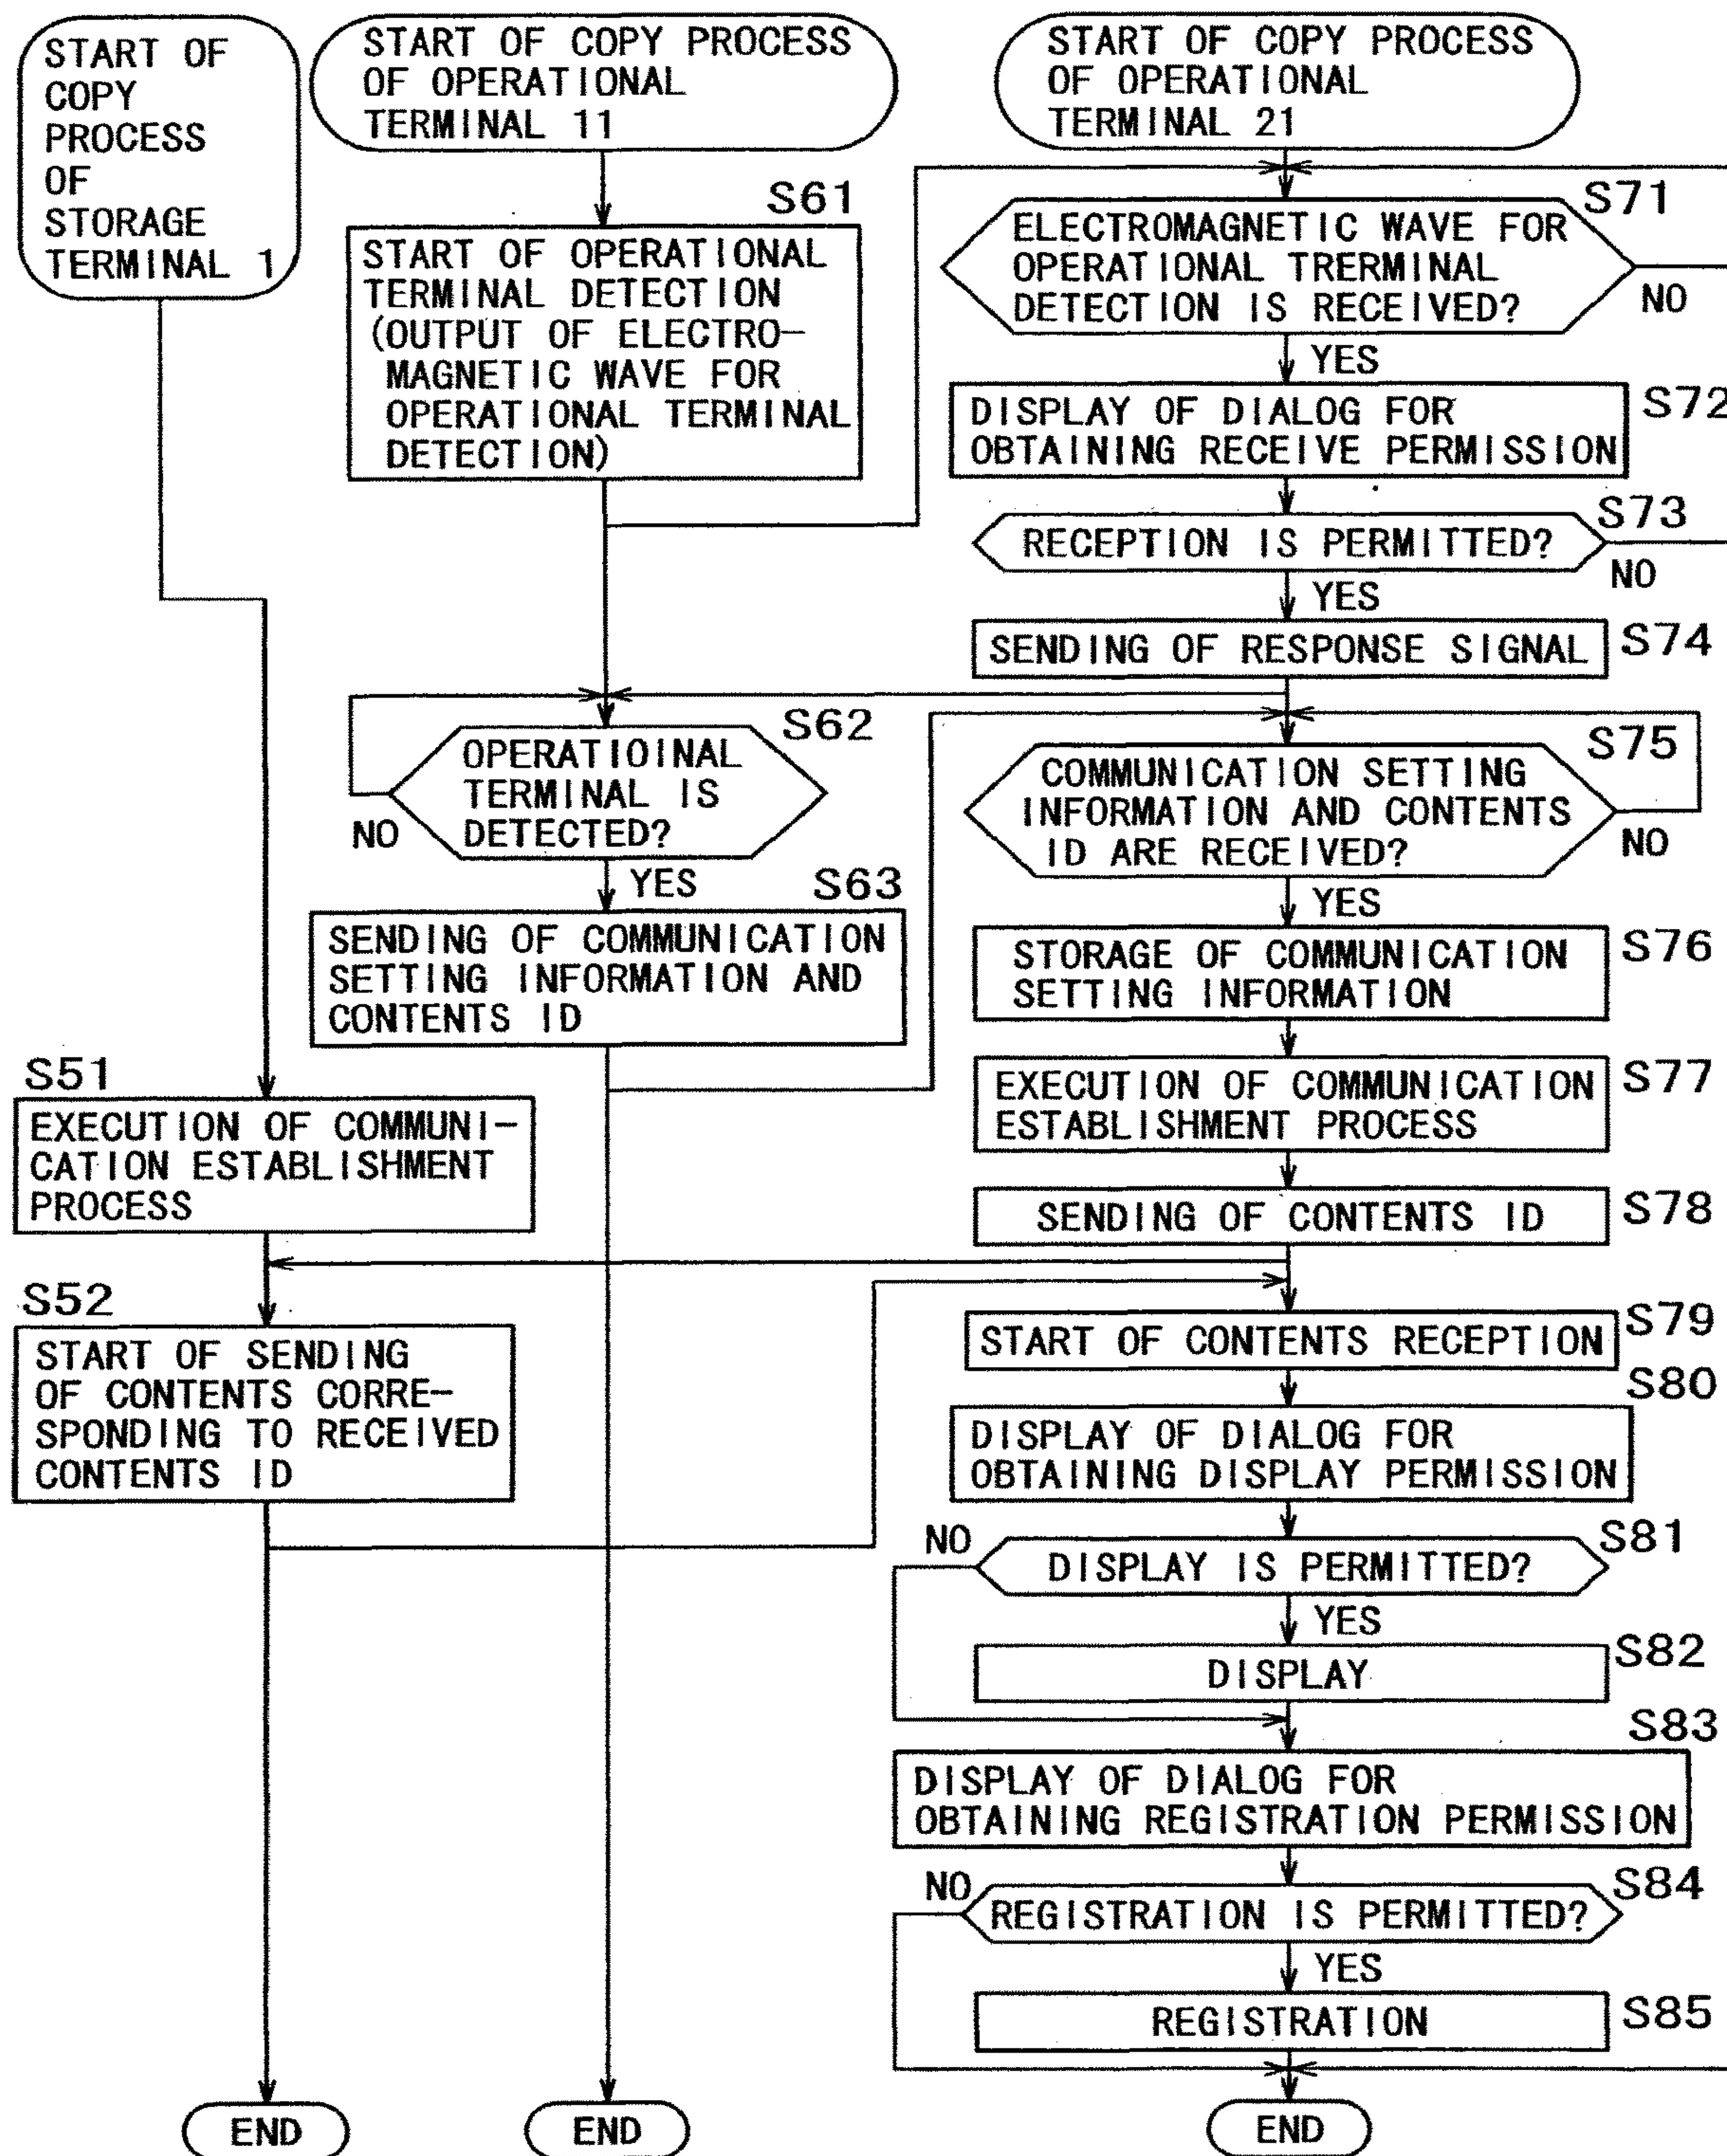 START OF
COPY
PROCESS
OF
STORAGE
TERMINAL 1
START OF COPY PROCESS
OF OPERATIONAL
TERMINAL 11
START OF COPY PROCESS
OF OPERATIONAL
TERMINAL 21
S61
START OF OPERATIONAL
TERMINAL DETECTION
(OUTPUT OF ELECTRO-
MAGNETIC WAVE FOR
OPERATIONAL TERMINAL
DETECTION)
S71
ELECTROMAGNETIC WAVE FOR
OPERATIONAL TRERMINAL
DETECTION IS RECEIVED?
NO
YES
S72
DISPLAY OF DIALOG FOR
OBTAINING RECEIVE PERMISSION
S73
RECEPTION IS PERMITTED?
NO
YES
S74
SENDING OF RESPONSE SIGNAL
S62
OPERATIOINAL
TERMINAL IS
DETECTED?
NO
YES
S75
COMMUNICATION SETTING
INFORMATION AND CONTENTS
ID ARE RECEIVED?
NO
YES
S63
SENDING OF COMMUNICATION
SETTING INFORMATION AND
CONTENTS ID
S76
STORAGE OF COMMUNICATION
SETTING INFORMATION
S51
EXECUTION OF COMMUNI-
CATION ESTABLISHMENT
PROCESS
S77
EXECUTION OF COMMUNICATION
ESTABLISHMENT PROCESS
S78
SENDING OF CONTENTS ID
S52
START OF SENDING
OF CONTENTS CORRE-
SPONDING TO RECEIVED
CONTENTS ID
S79
START OF CONTENTS RECEPTION
S80
DISPLAY OF DIALOG FOR
OBTAINING DISPLAY PERMISSION
S81
NO
DISPLAY IS PERMITTED?
YES
S82
DISPLAY
S83
DISPLAY OF DIALOG FOR
OBTAINING REGISTRATION PERMISSION
S84
NO
REGISTRATION IS PERMITTED?
YES
S85
REGISTRATION
END
END
END